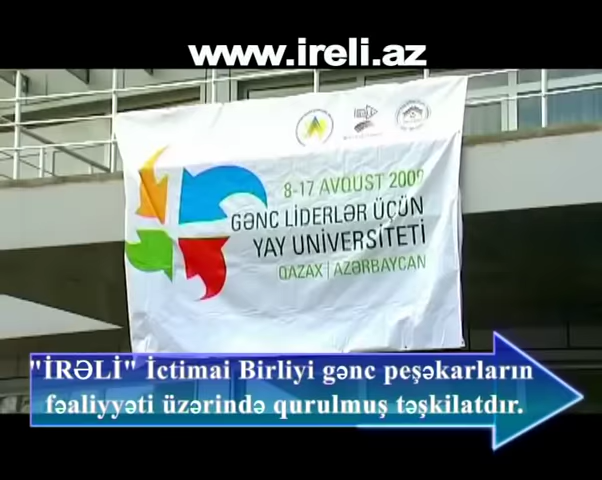 www.ireli.az
8-17 AVQUST 2009
GƏNC LİDERLƏR ÜÇÜN
YAY UNİVERSİTETİ
QAZAX | AZƏRBAYCAN
"İRƏLİ" İctimai Birliyi gənc peşəkarların
fəaliyyəti üzərində qurulmuş təşkilatdır.